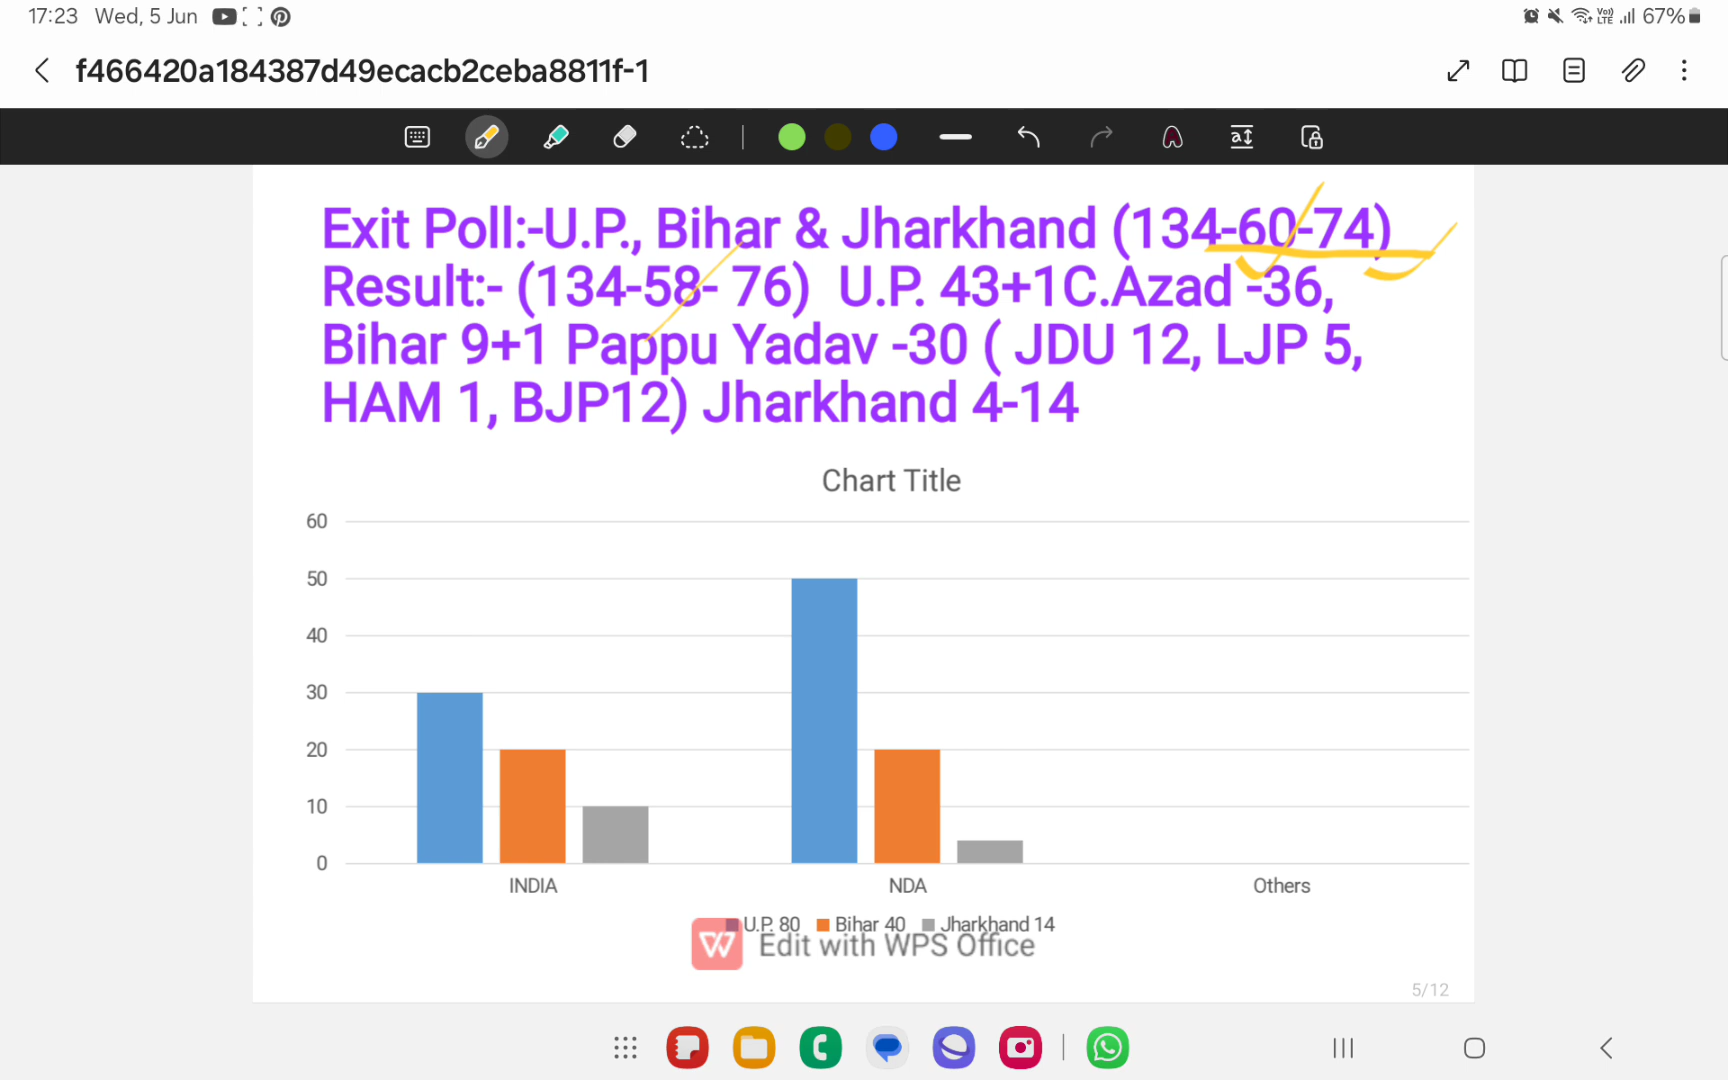 17:23 Wed, 5 Jun
Vo) LTE 67%
f466420a184387d49ecacb2ceba8811f-1
Exit Poll:-U.P., Bihar & Jharkhand (134-60-74)
Result:- (134-58- 76) U.P. 43+1C.Azad -36,
Bihar 9+1 Pappu Yadav -30 ( JDU 12, LJP 5,
HAM 1, BJP12) Jharkhand 4-14
Chart Title
60
50
40
30
20
10
0
INDIA NDA Others
U.P. 80 Bihar 40 Jharkhand 14
Edit with WPS Office
5/12